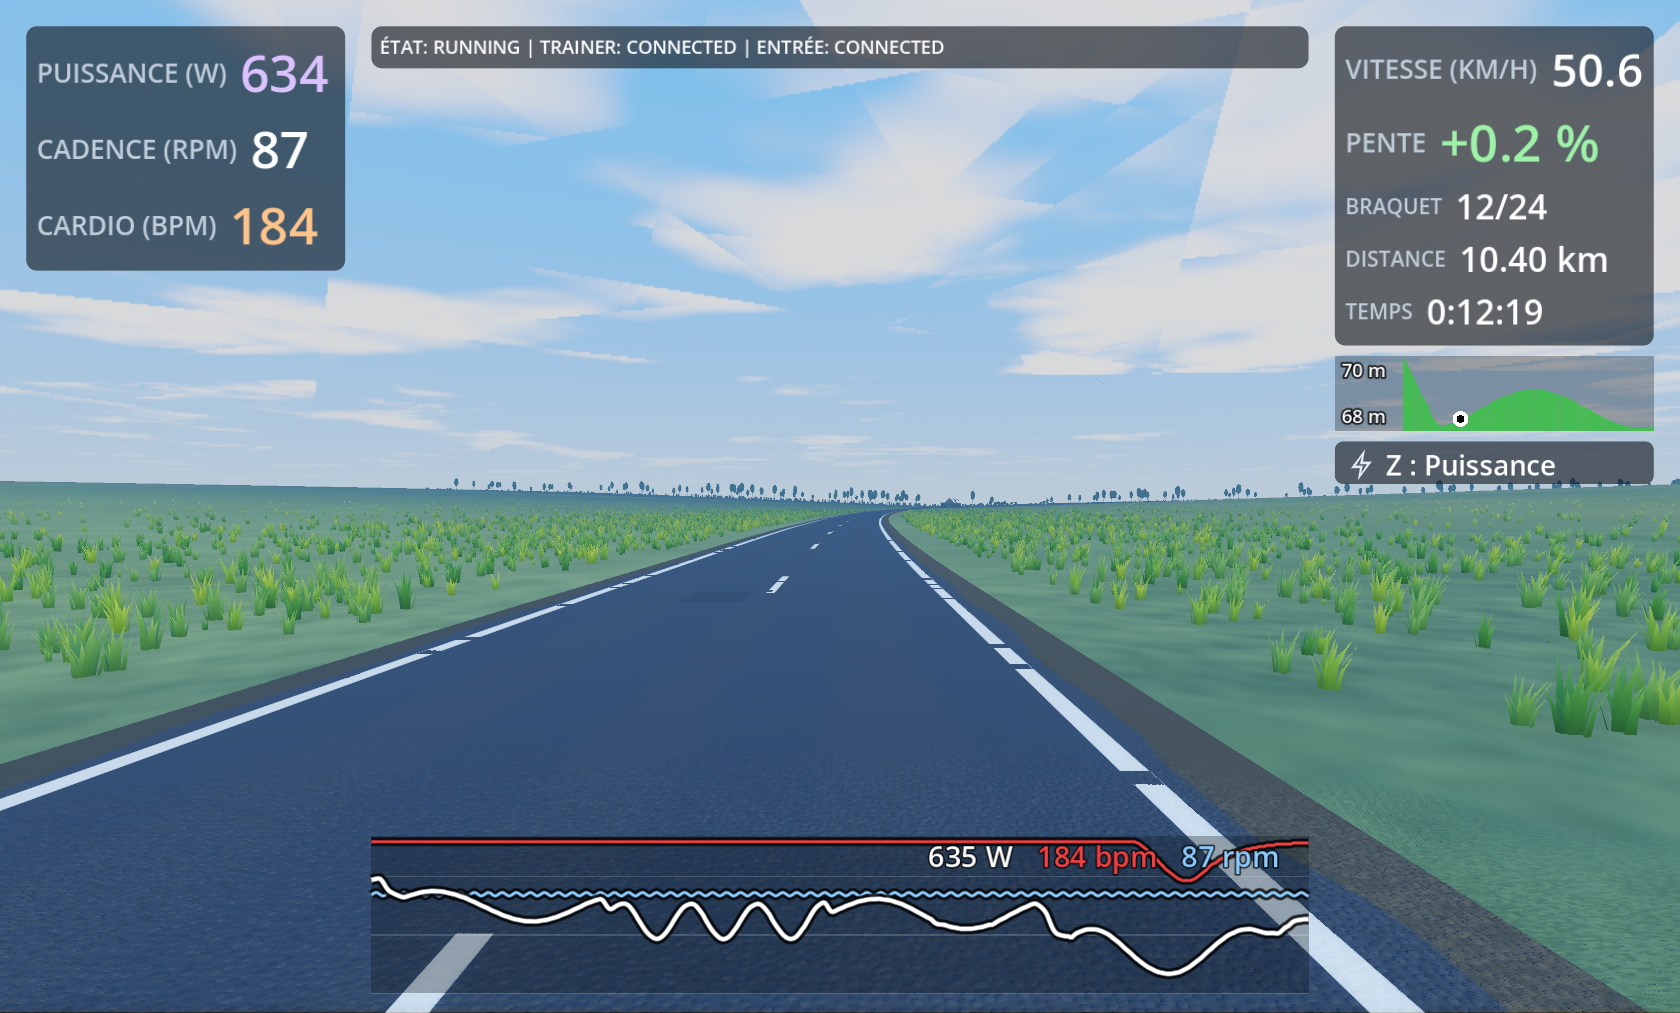 PUISSANCE (W) 634
CADENCE (RPM) 87
CARDIO (BPM) 184
ÉTAT: RUNNING | TRAINER: CONNECTED | ENTRÉE: CONNECTED
VITESSE (KM/H) 50.6
PENTE +0.2 %
BRAQUET 12/24
DISTANCE 10.40 km
TEMPS 0:12:19
70 m
68 m
Z : Puissance
635 W 184 bpm 87 rpm